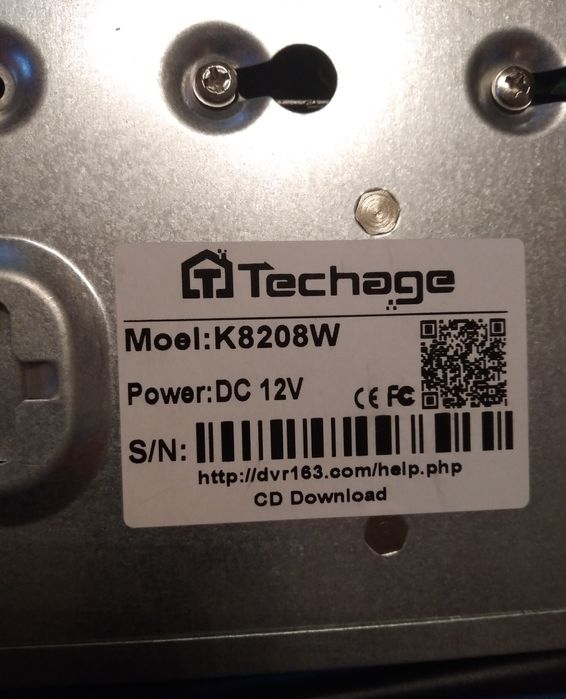 Techage
Moel:K8208W
Power:DC 12V CE FC
S/N:
http://dvr163.com/help.php
CD Download